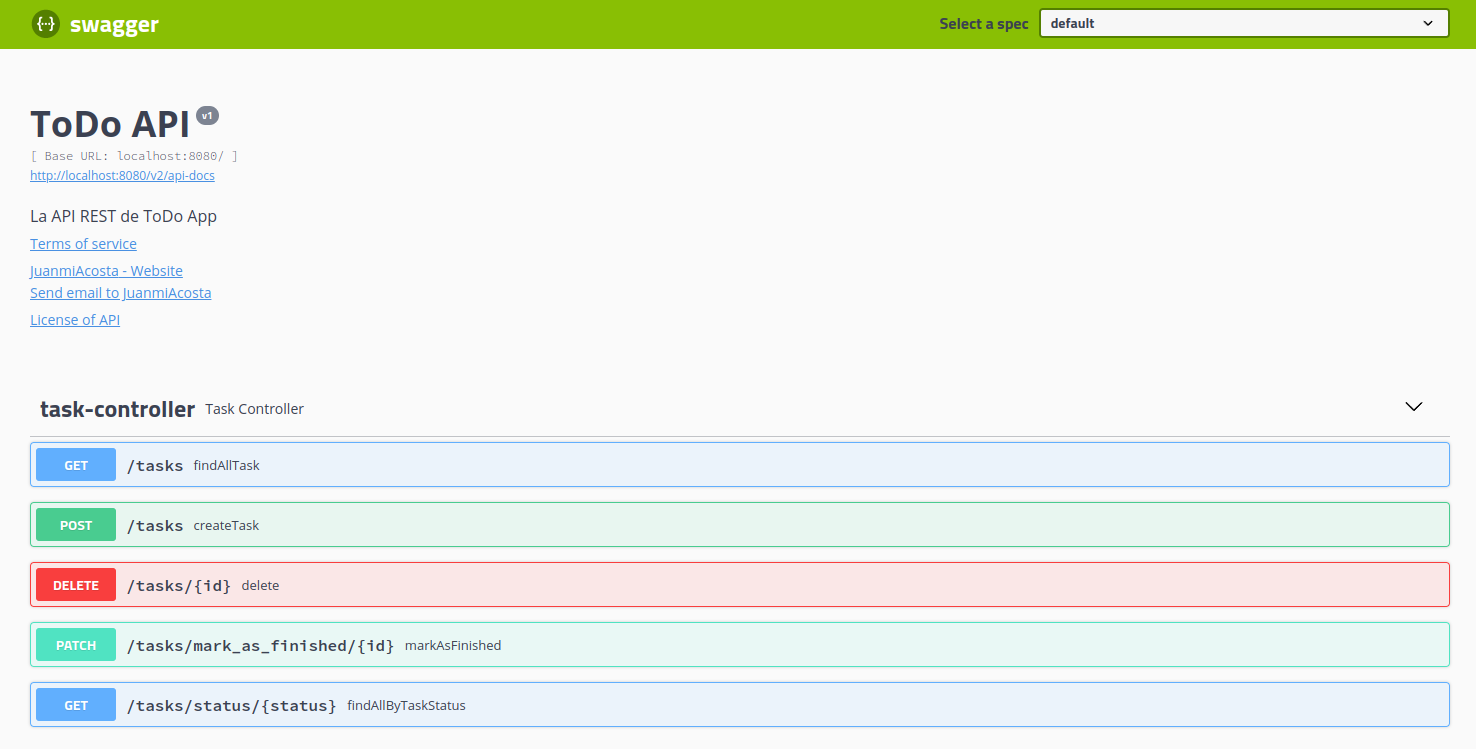 {···} swagger Select a spec default
ToDo API v1
[ Base URL: localhost:8080/ ]
http://localhost:8080/v2/api-docs
La API REST de ToDo App
Terms of service
JuanmiAcosta - Website
Send email to JuanmiAcosta
License of API
task-controller Task Controller
GET /tasks findAllTask
POST /tasks createTask
DELETE /tasks/{id} delete
PATCH /tasks/mark_as_finished/{id} markAsFinished
GET /tasks/status/{status} findAllByTaskStatus